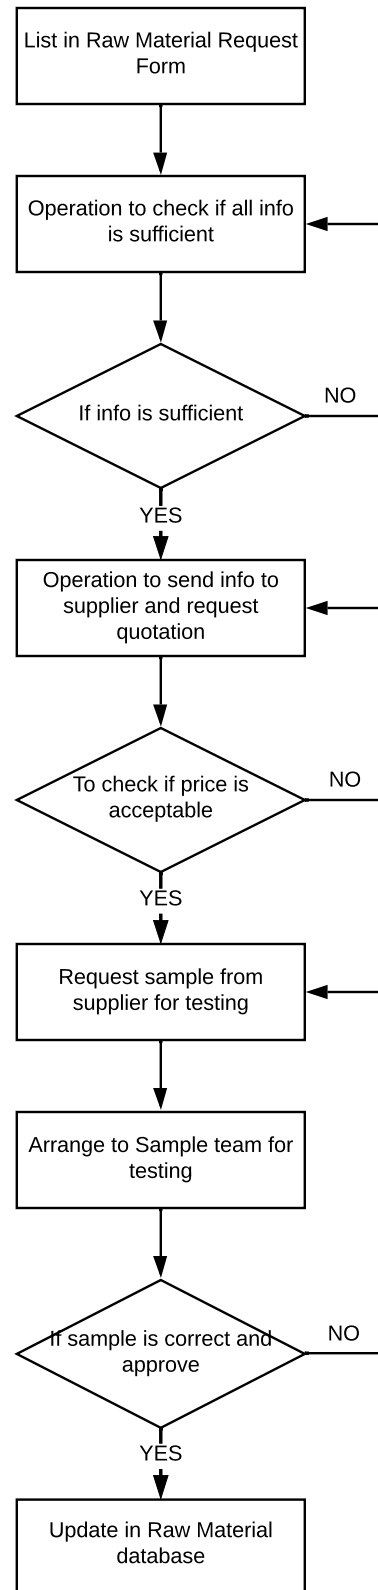 List in Raw Material Request
Form
Operation to check if all info
is sufficient
If info is sufficient
NO
YES
Operation to send info to
supplier and request
quotation
To check if price is
acceptable
NO
YES
Request sample from
supplier for testing
Arrange to Sample team for
testing
If sample is correct and
approve
NO
YES
Update in Raw Material
database